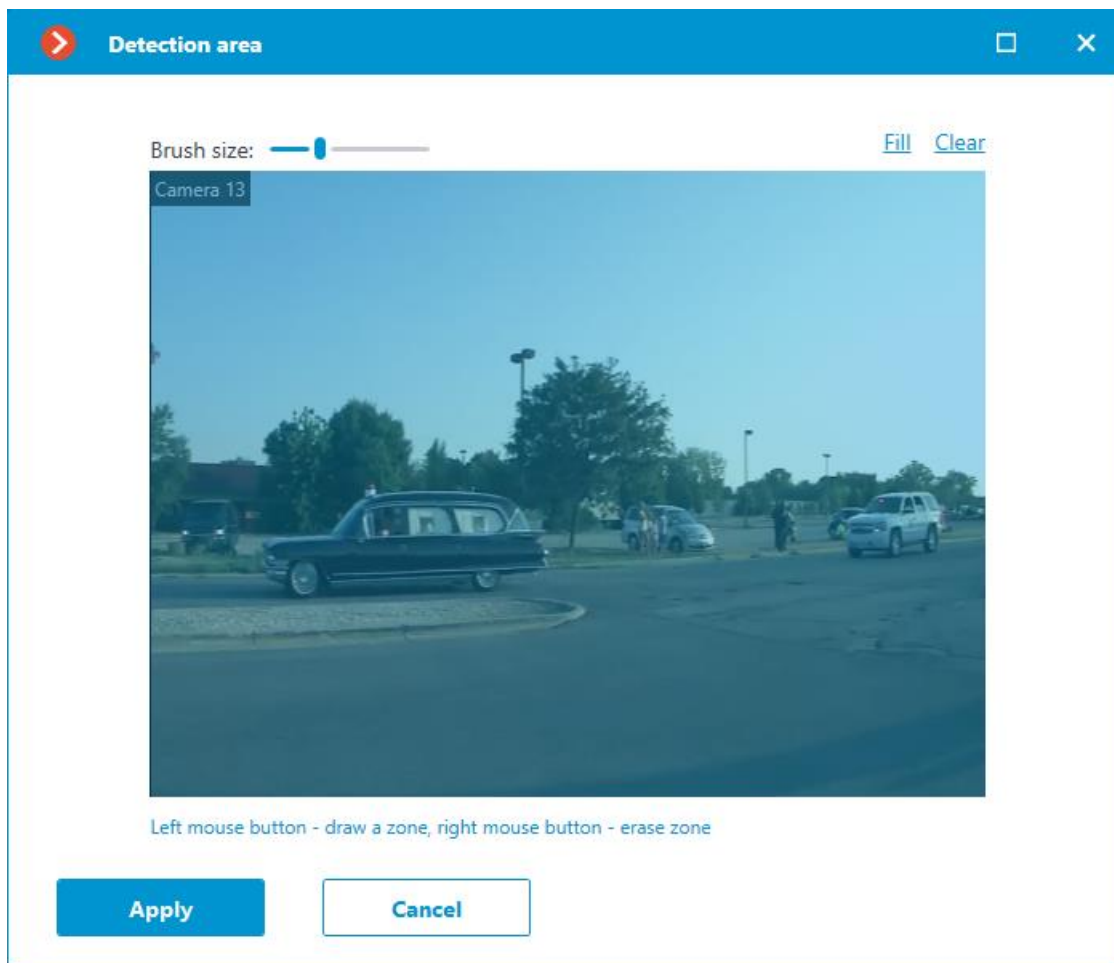 Detection area
Brush size:
Fill Clear
Camera 13
Left mouse button - draw a zone, right mouse button - erase zone
Apply Cancel